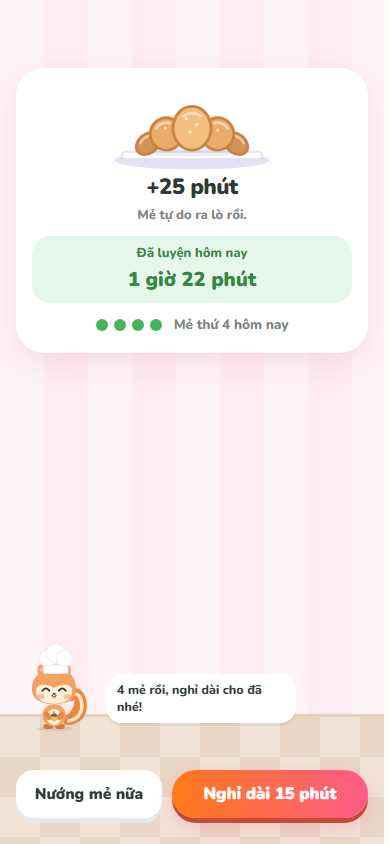 +25 phút
Mẻ tự do ra lò rồi.
Đã luyện hôm nay
1 giờ 22 phút
Mẻ thứ 4 hôm nay
4 mẻ rồi, nghỉ dài cho đã
nhé!
Nướng mẻ nữa
Nghỉ dài 15 phút